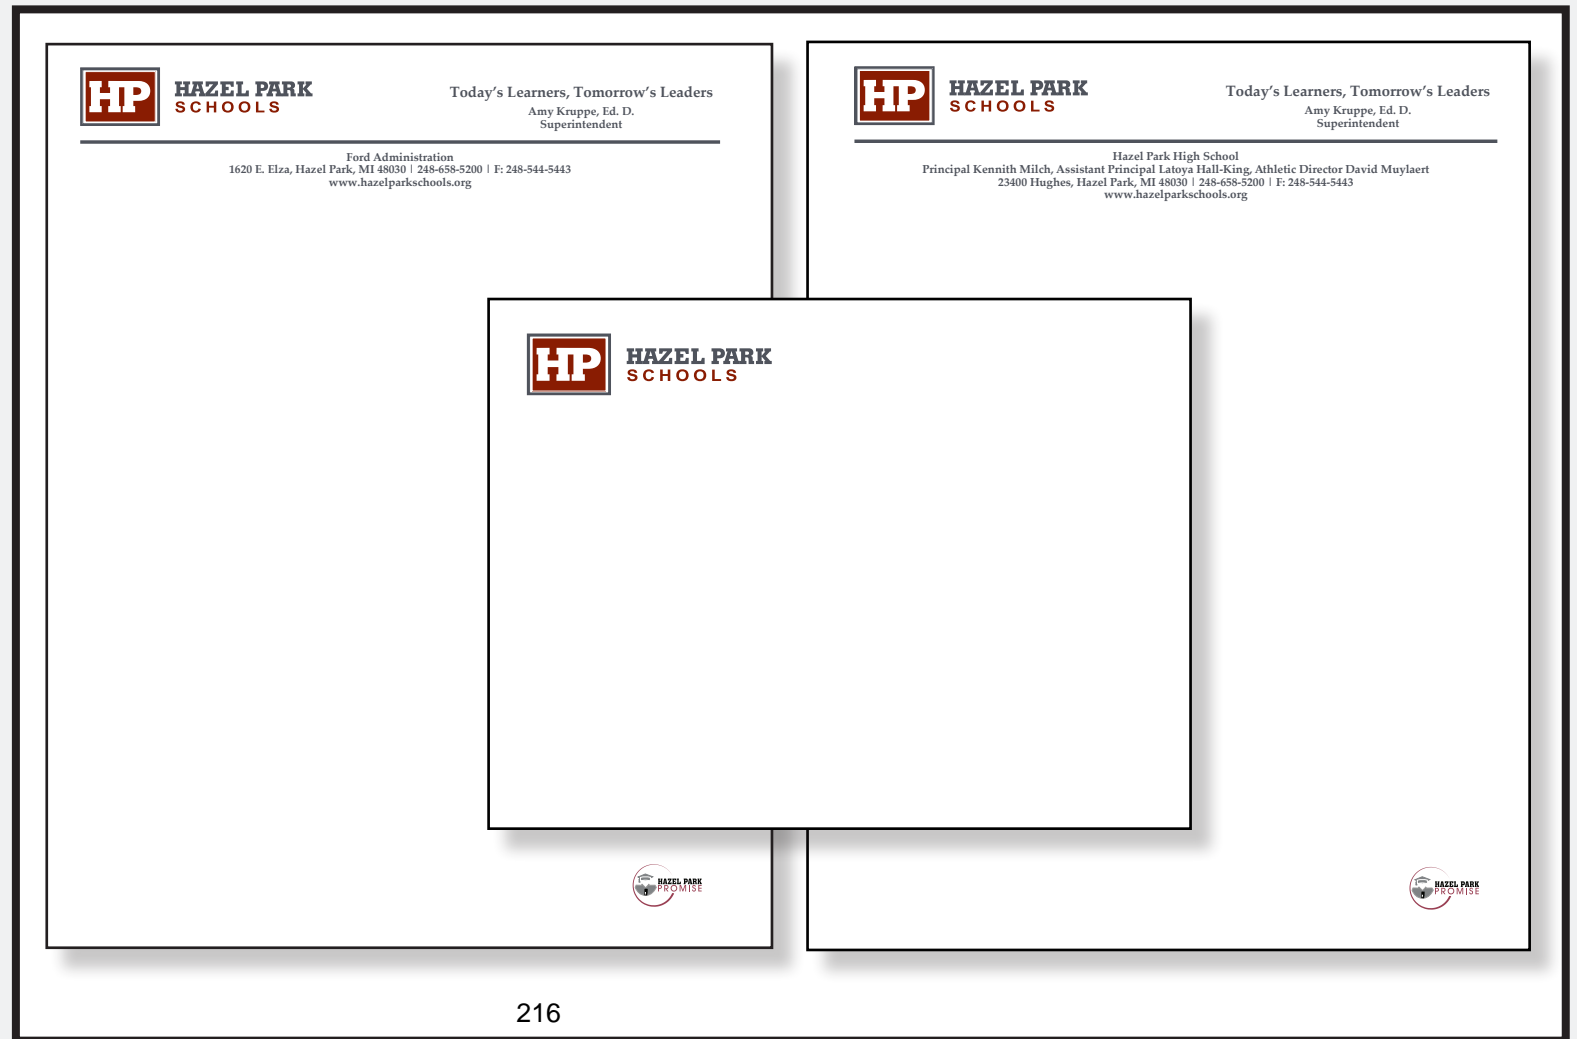 HP
HAZEL PARK
SCHOOLS
Today's Learners, Tomorrow's Leaders
Amy Kruppe, Ed. D.
Superintendent
Ford Administration
1620 E. Elza, Hazel Park, MI 48030 | 248-658-5200 | F: 248-544-5443
www.hazelparkschools.org
HAZEL PARK
PROMISE
HP
HAZEL PARK
SCHOOLS
Today's Learners, Tomorrow's Leaders
Amy Kruppe, Ed. D.
Superintendent
Hazel Park High School
Principal Kennith Milch, Assistant Principal Latoya Hall-King, Athletic Director David Muylaert
23400 Hughes, Hazel Park, MI 48030 | 248-658-5200 | F: 248-544-5443
www.hazelparkschools.org
HAZEL PARK
PROMISE
HP
HAZEL PARK
SCHOOLS
216